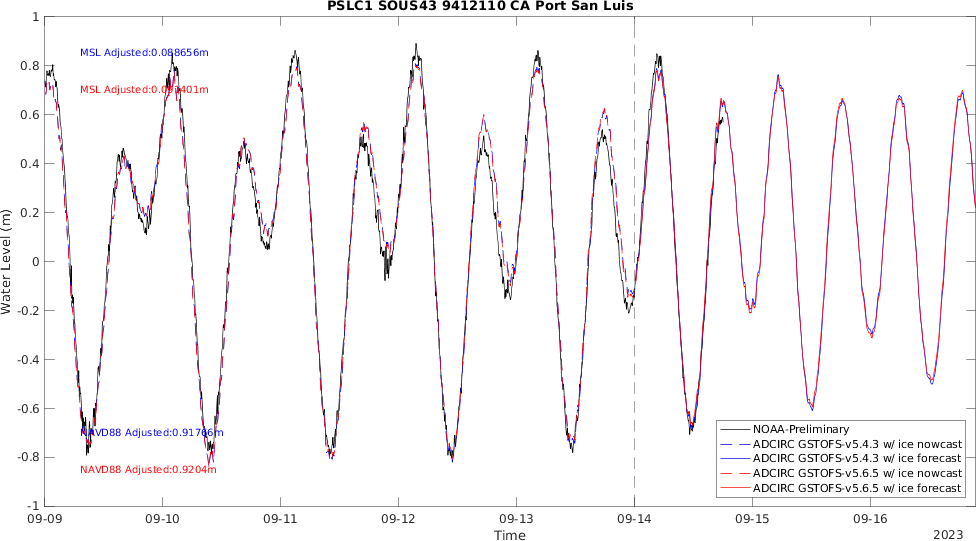 PSLC1 SOUS43 9412110 CA Port San Luis
1
0.8
0.6
0.4
0.2
0
-0.2
-0.4
-0.6
-0.8
-1
Water Level (m)
MSL Adjusted:0.088656m
NAVD88 Adjusted:0.91766m
NAVD88 Adjusted:0.9204m
NOAA-Preliminary
ADCIRC GSTOFS-v5.4.3 w/ ice nowcast
ADCIRC GSTOFS-v5.4.3 w/ ice forecast
ADCIRC GSTOFS-v5.6.5 w/ ice nowcast
ADCIRC GSTOFS-v5.6.5 w/ ice forecast
09-09 09-10 09-11 09-12 09-13 09-14 09-15 09-16
Time
2023